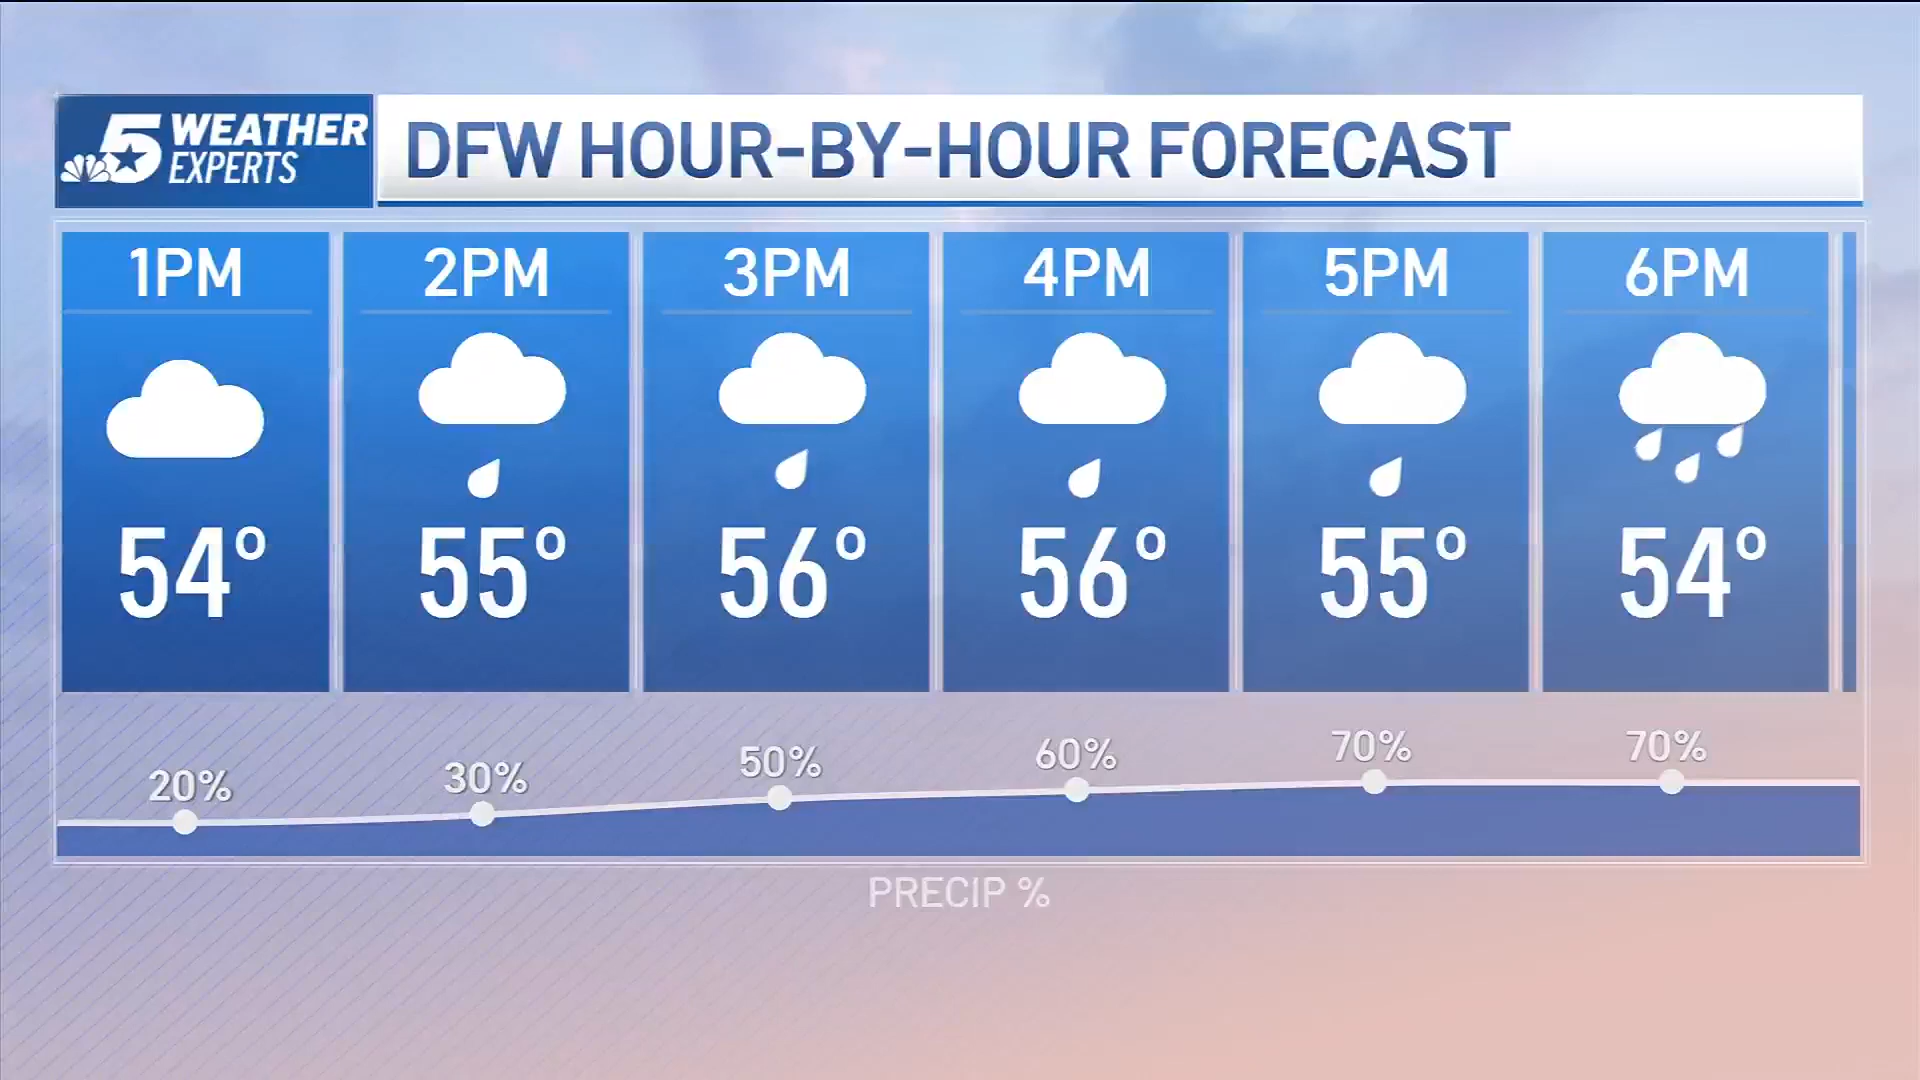 5 WEATHER
EXPERTS
DFW HOUR-BY-HOUR FORECAST
1PM 2PM 3PM 4PM 5PM 6PM
54° 55° 56° 56° 55° 54°
20% 30% 50% 60% 70% 70%
PRECIP %